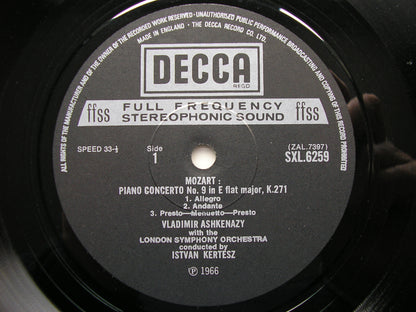 ALL RIGHTS OF THE MANUFACTURER AND OF THE OWNER OF THE RECORDED WORK RESERVED · UNAUTHORISED PUBLIC PERFORMANCE BROADCASTING AND COPYING OF THIS RECORD PROHIBITED
MADE IN ENGLAND · THE DECCA RECORD CO. LTD.
DECCA
REGD
ffss FULL FREQUENCY ffss
STEREOPHONIC SOUND
SPEED 33⅓ Side (ZAL.7397)
1 SXL.6259
MOZART :
PIANO CONCERTO No. 9 in E flat major, K.271
1. Allegro
2. Andante
3. Presto—Menuetto—Presto
VLADIMIR ASHKENAZY
with the
LONDON SYMPHONY ORCHESTRA
conducted by
ISTVAN KERTESZ
℗ 1966